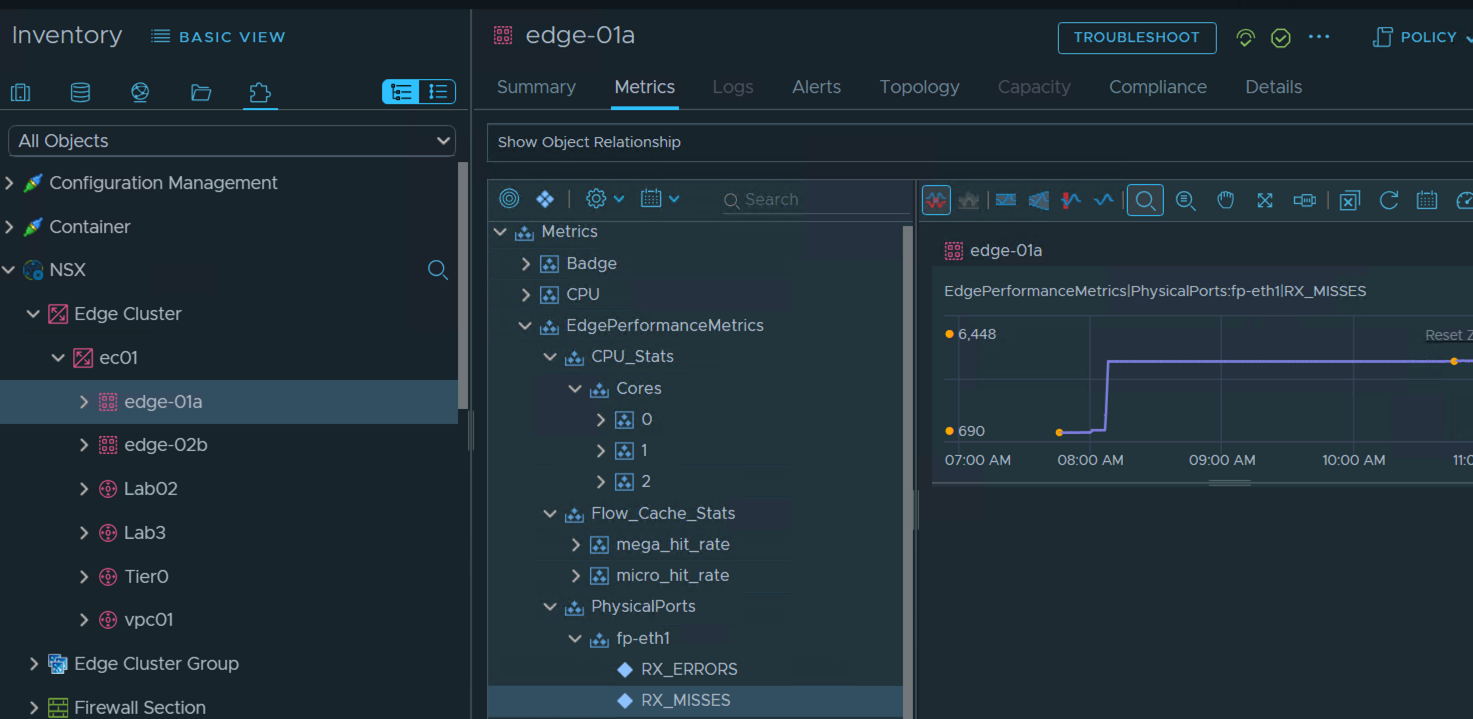 Inventory
BASIC VIEW
All Objects
Configuration Management
Container
NSX
Edge Cluster
ec01
edge-01a
edge-02b
Lab02
Lab3
Tier0
vpc01
Edge Cluster Group
Firewall Section
edge-01a
TROUBLESHOOT
POLICY
Summary
Metrics
Logs
Alerts
Topology
Capacity
Compliance
Details
Show Object Relationship
Search
Metrics
Badge
CPU
EdgePerformanceMetrics
CPU_Stats
Cores
0
1
2
Flow_Cache_Stats
mega_hit_rate
micro_hit_rate
PhysicalPorts
fp-eth1
RX_ERRORS
RX_MISSES
edge-01a
EdgePerformanceMetrics|PhysicalPorts:fp-eth1|RX_MISSES
6,448
Reset Z
690
07:00 AM 08:00 AM 09:00 AM 10:00 AM 11:0